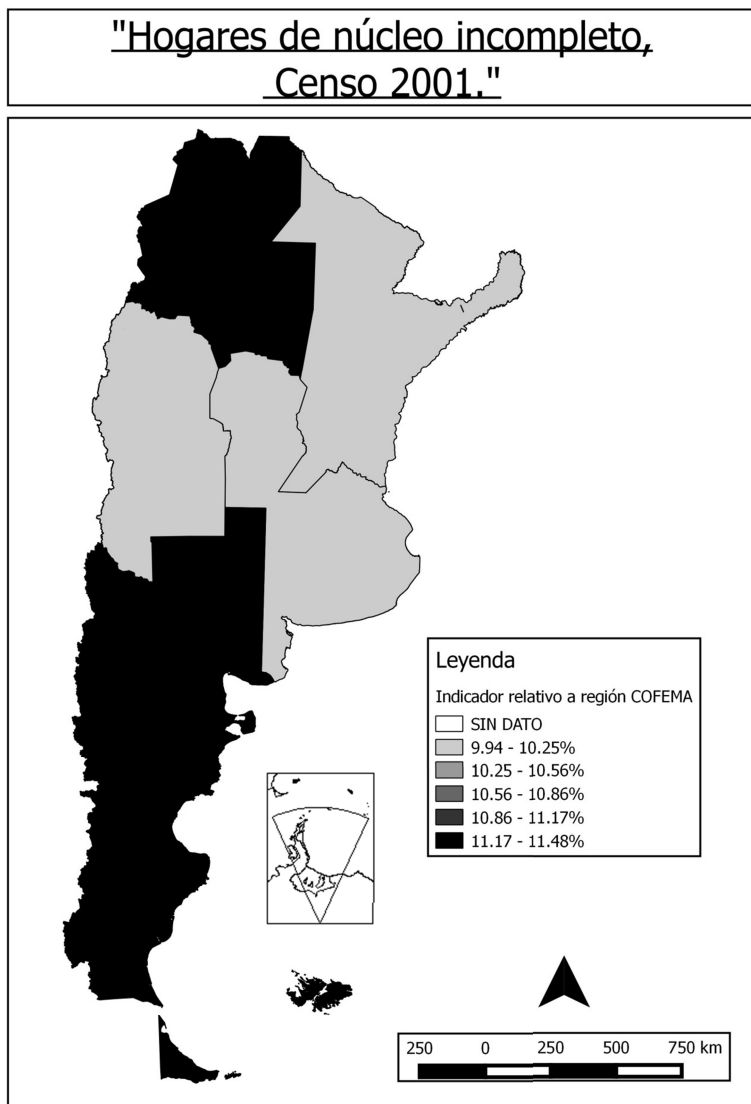 "Hogares de núcleo incompleto,
Censo 2001."
Leyenda
Indicador relativo a región COFEMA
SIN DATO
9.94 - 10.25%
10.25 - 10.56%
10.56 - 10.86%
10.86 - 11.17%
11.17 - 11.48%
250 0 250 500 750 km